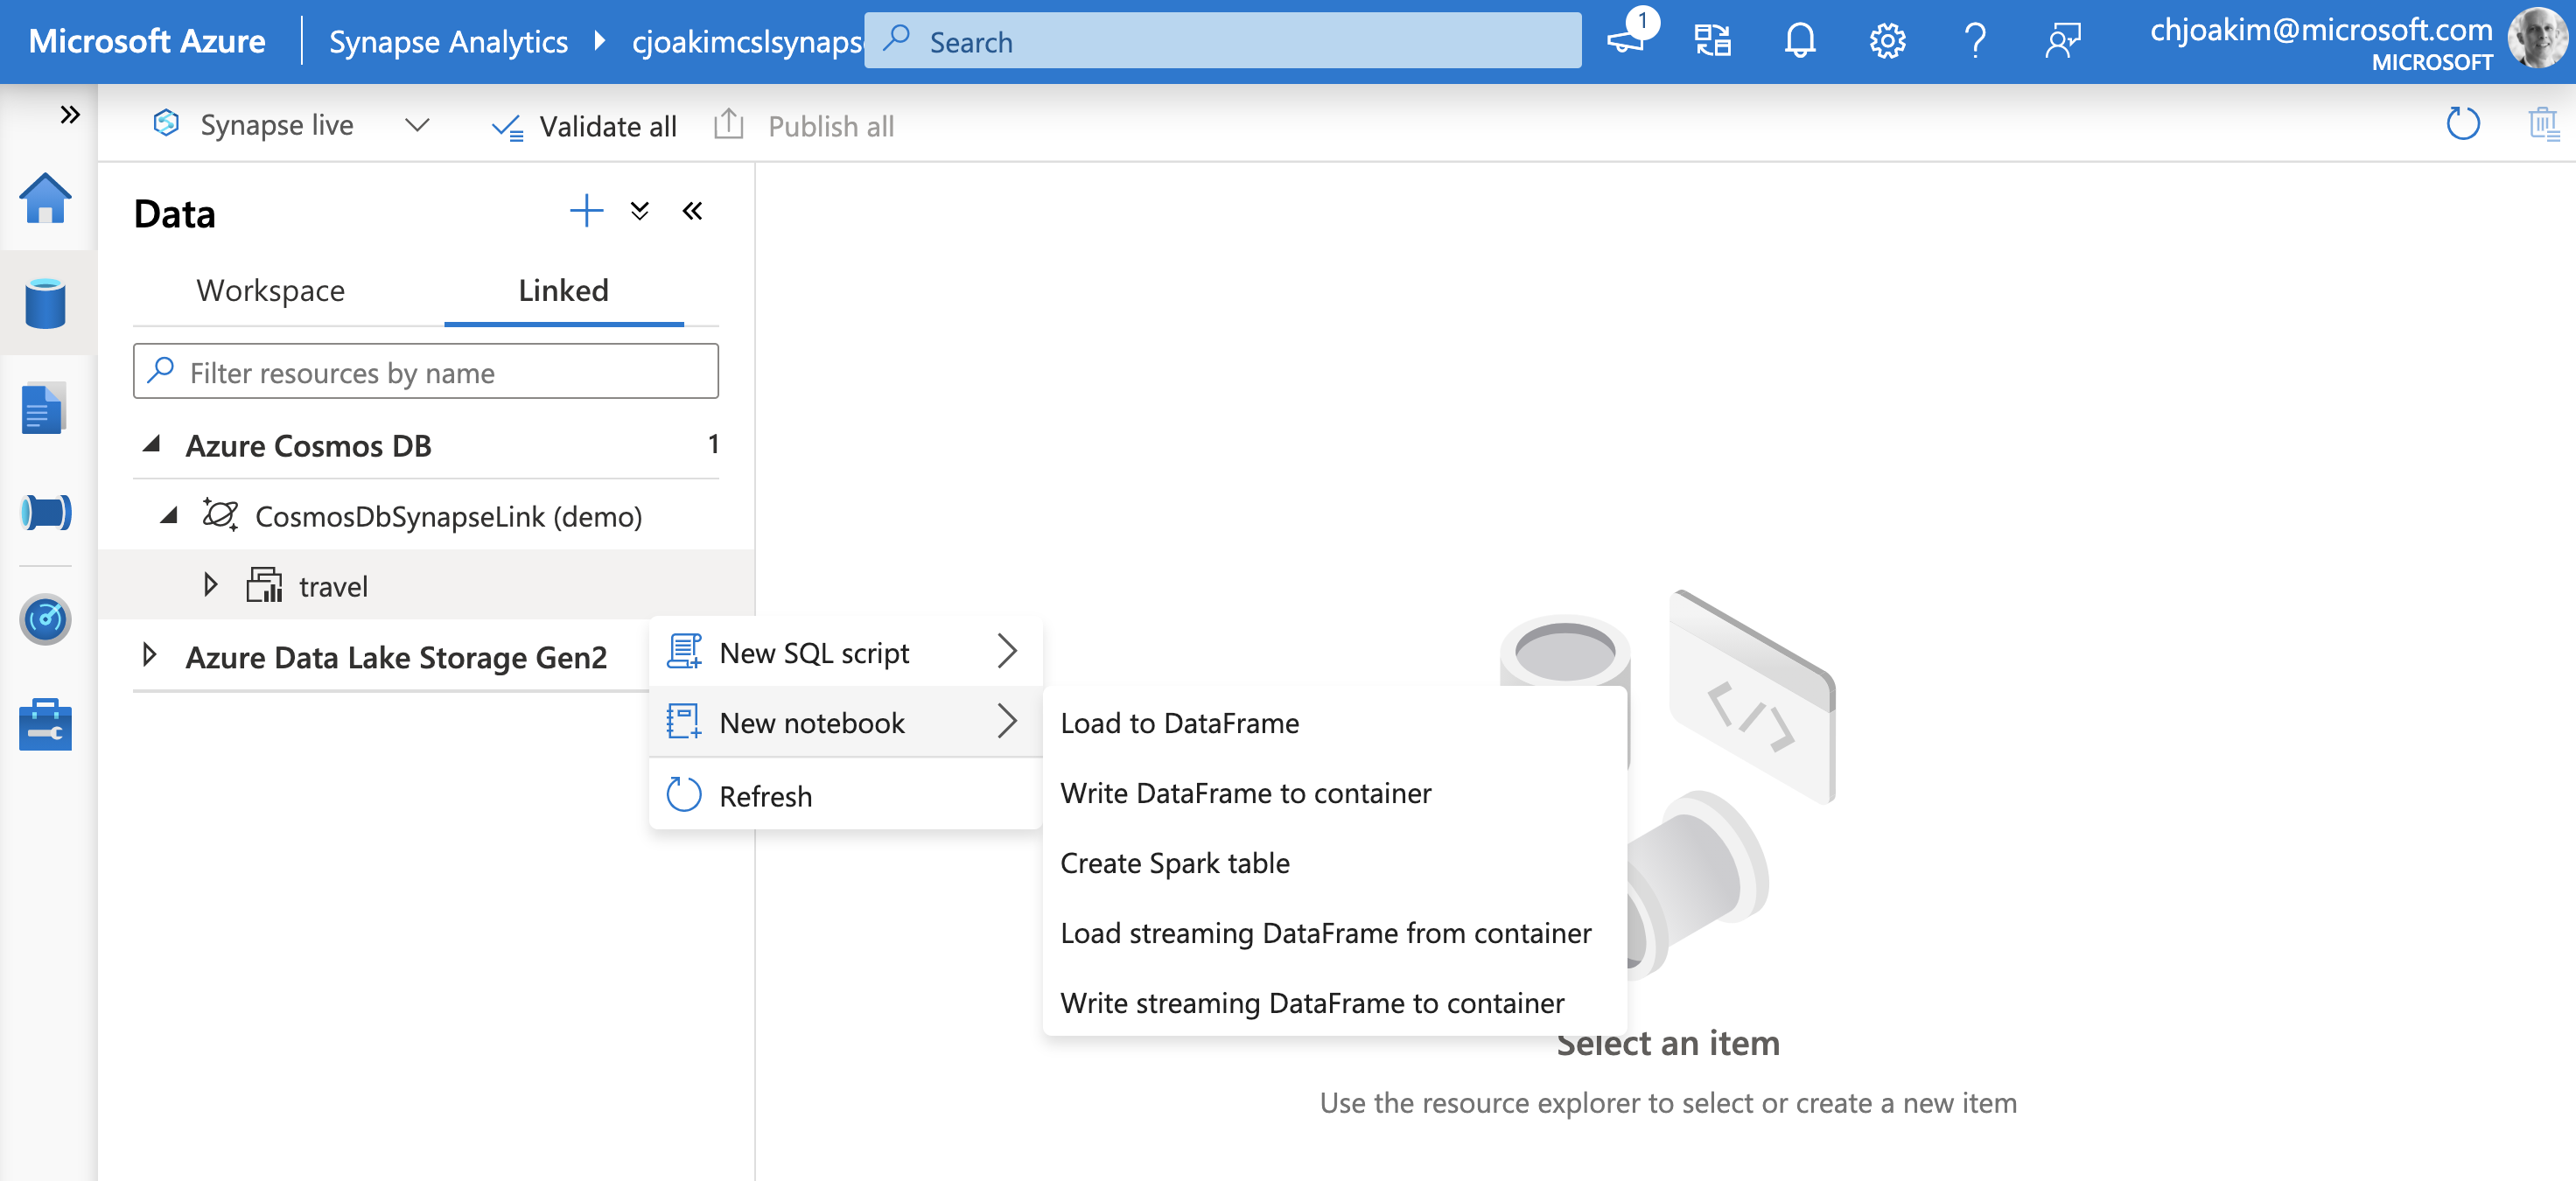 Microsoft Azure
Synapse Analytics
cjoakimcslsynaps
Search
1
chjoakim@microsoft.com
MICROSOFT
Synapse live
Validate all
Publish all
Data
Workspace
Linked
Filter resources by name
Azure Cosmos DB
1
CosmosDbSynapseLink (demo)
travel
Azure Data Lake Storage Gen2
New SQL script
New notebook
Refresh
Load to DataFrame
Write DataFrame to container
Create Spark table
Load streaming DataFrame from container
Write streaming DataFrame to container
Select an item
Use the resource explorer to select or create a new item